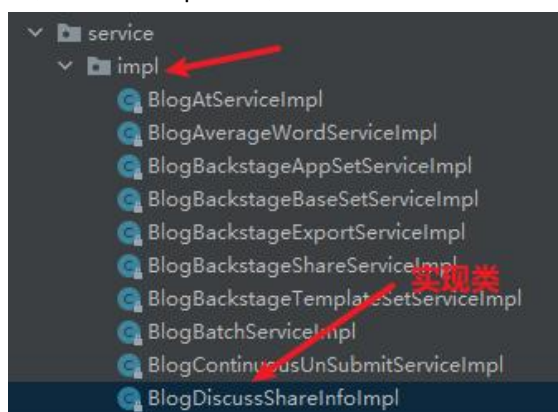 service
impl
BlogAtServiceImpl
BlogAverageWordServiceImpl
BlogBackstageAppSetServiceImpl
BlogBackstageBaseSetServiceImpl
BlogBackstageExportServiceImpl
BlogBackstageShareServiceImpl
实现类
BlogBackstageTemplateSetServiceImpl
BlogBatchServiceImpl
BlogContinuousUnSubmitServiceImpl
BlogDiscussShareInfoImpl